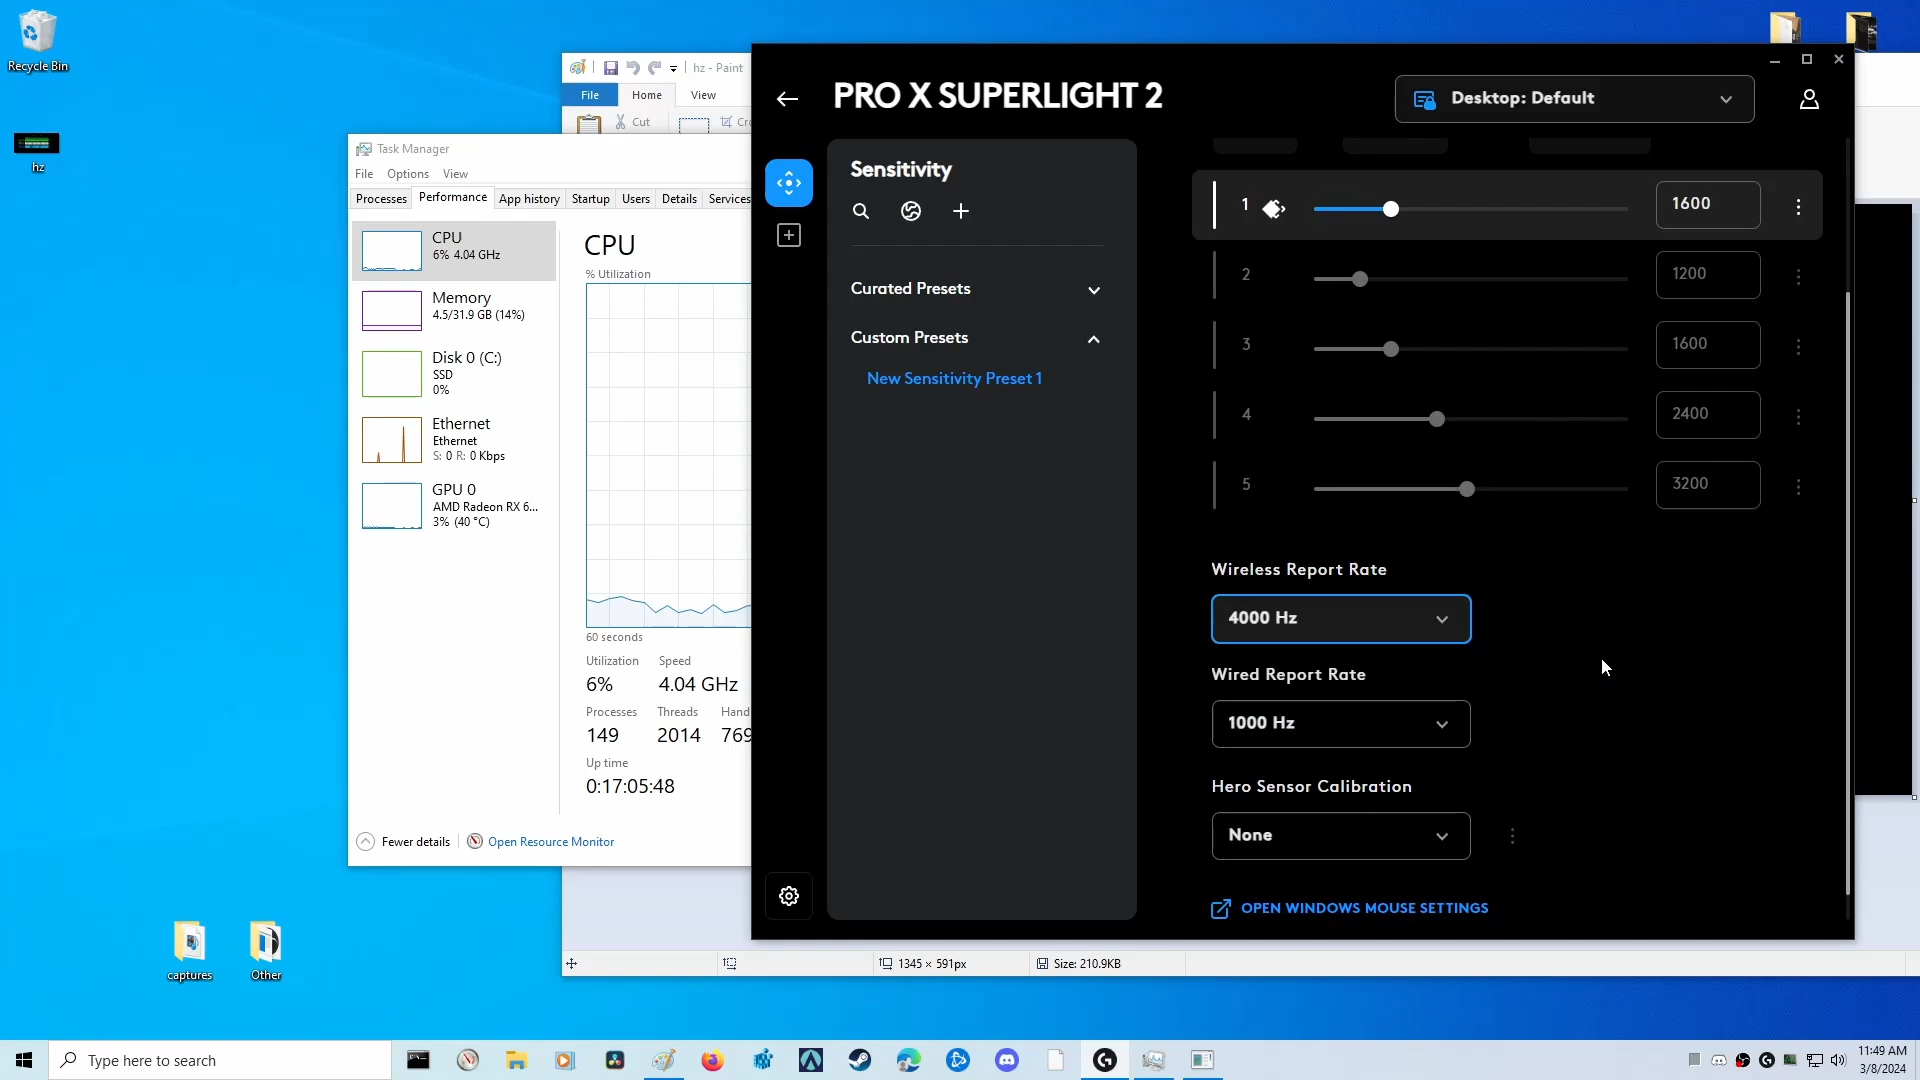 Recycle Bin
hz
captures
Other
hz - Paint
File
Home
View
Cut
Task Manager
File Options View
Processes Performance App history Startup Users Details Services
CPU
6% 4.04 GHz
Memory
4.5/31.9 GB (14%)
Disk 0 (C:)
SSD
0%
Ethernet
Ethernet
S: 0 R: 0 Kbps
GPU 0
AMD Radeon RX 6...
3% (40 °C)
CPU
% Utilization
60 seconds
Utilization Speed
6% 4.04 GHz
Processes Threads Hand
149 2014 769
Up time
0:17:05:48
Fewer details
Open Resource Monitor
PRO X SUPERLIGHT 2
Desktop: Default
Sensitivity
Curated Presets
Custom Presets
New Sensitivity Preset 1
1 1600
2 1200
3 1600
4 2400
5 3200
Wireless Report Rate
4000 Hz
Wired Report Rate
1000 Hz
Hero Sensor Calibration
None
OPEN WINDOWS MOUSE SETTINGS
1345 × 591px
Size: 210.9KB
Type here to search
11:49 AM
3/8/2024